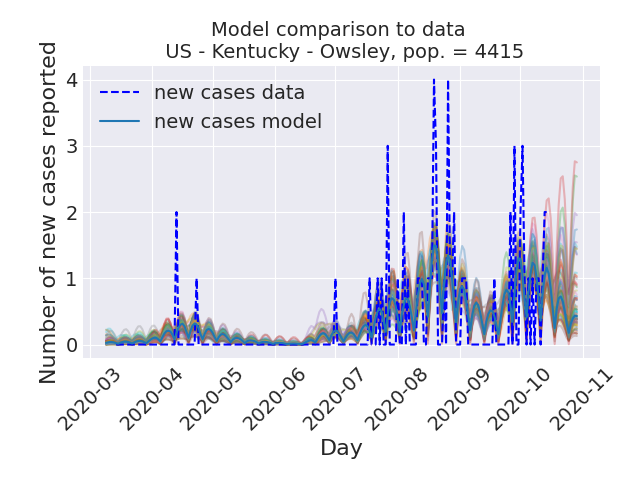 Model comparison to data
US - Kentucky - Owsley, pop. = 4415
Number of new cases reported
4
3
2
1
0
new cases data
new cases model
2020-03
2020-04
2020-05
2020-06
2020-07
2020-08
2020-09
2020-10
2020-11
Day